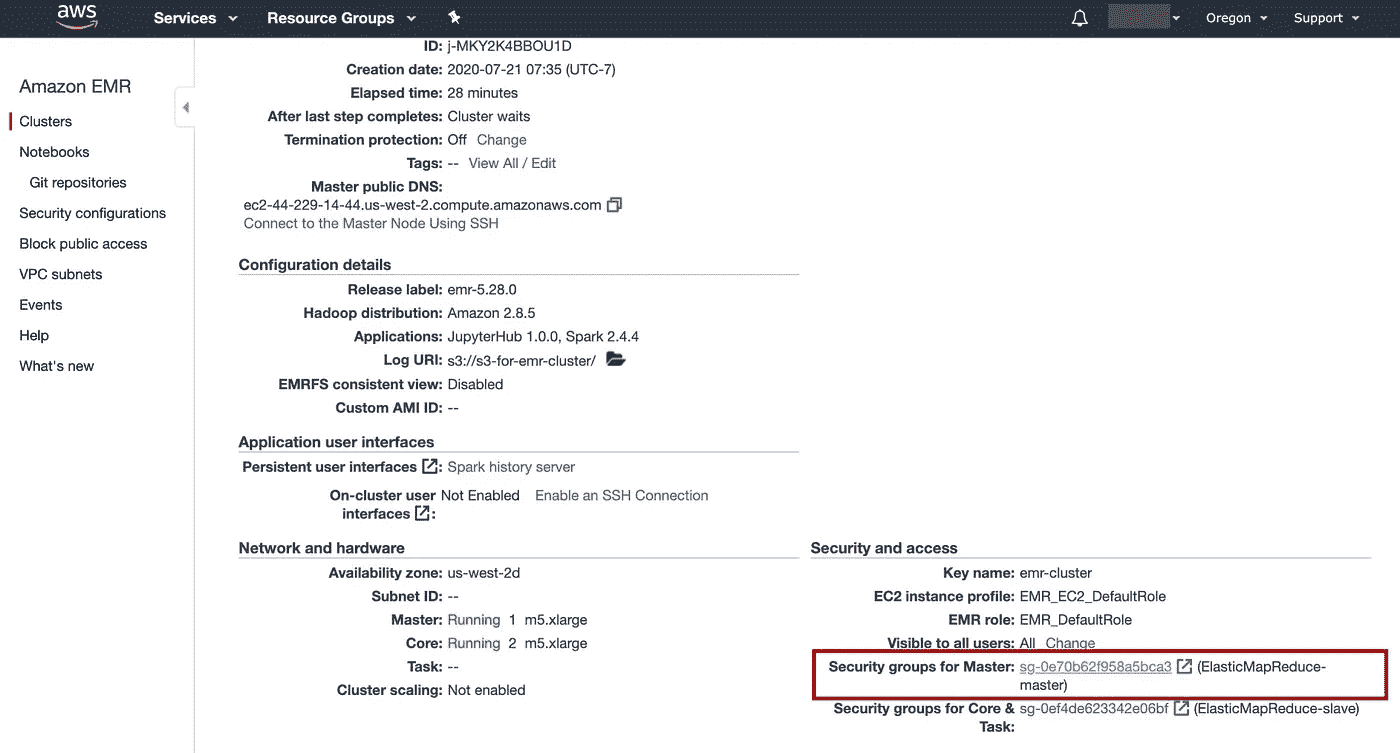 aws Services Resource Groups Oregon Support
Amazon EMR
Clusters
Notebooks
Git repositories
Security configurations
Block public access
VPC subnets
Events
Help
What's new
ID: j-MKY2K4BBOU1D
Creation date: 2020-07-21 07:35 (UTC-7)
Elapsed time: 28 minutes
After last step completes: Cluster waits
Termination protection: Off Change
Tags: -- View All / Edit
Master public DNS:
ec2-44-229-14-44.us-west-2.compute.amazonaws.com
Connect to the Master Node Using SSH
Configuration details
Release label: emr-5.28.0
Hadoop distribution: Amazon 2.8.5
Applications: JupyterHub 1.0.0, Spark 2.4.4
Log URI: s3://s3-for-emr-cluster/
EMRFS consistent view: Disabled
Custom AMI ID: --
Application user interfaces
Persistent user interfaces : Spark history server
On-cluster user Not Enabled Enable an SSH Connection
interfaces :
Network and hardware
Availability zone: us-west-2d
Subnet ID: --
Master: Running 1 m5.xlarge
Core: Running 2 m5.xlarge
Task: --
Cluster scaling: Not enabled
Security and access
Key name: emr-cluster
EC2 instance profile: EMR_EC2_DefaultRole
EMR role: EMR_DefaultRole
Visible to all users: All Change
Security groups for Master: sg-0e70b62f958a5bca3 (ElasticMapReduce-
master)
Security groups for Core & sg-0ef4de623342e06bf (ElasticMapReduce-slave)
Task: